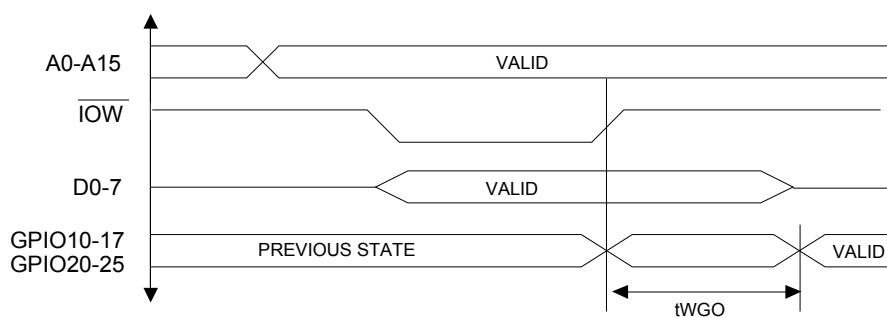 A0-A15
VALID
IOW
D0-7
VALID
GPIO10-17
GPIO20-25
PREVIOUS STATE
VALID
tWGO